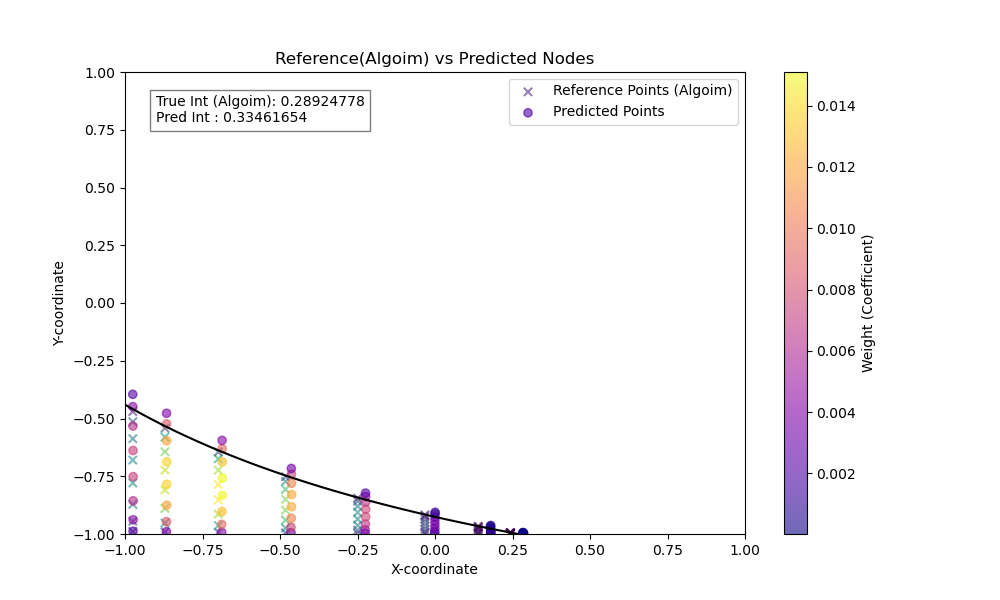 Reference(Algoim) vs Predicted Nodes
True Int (Algoim): 0.28924778
Pred Int : 0.33461654
Reference Points (Algoim)
Predicted Points
1.00
0.75
0.50
0.25
0.00
−0.25
−0.50
−0.75
−1.00
Y-coordinate
−1.00 −0.75 −0.50 −0.25 0.00 0.25 0.50 0.75 1.00
X-coordinate
0.014
0.012
0.010
0.008
0.006
0.004
0.002
Weight (Coefficient)